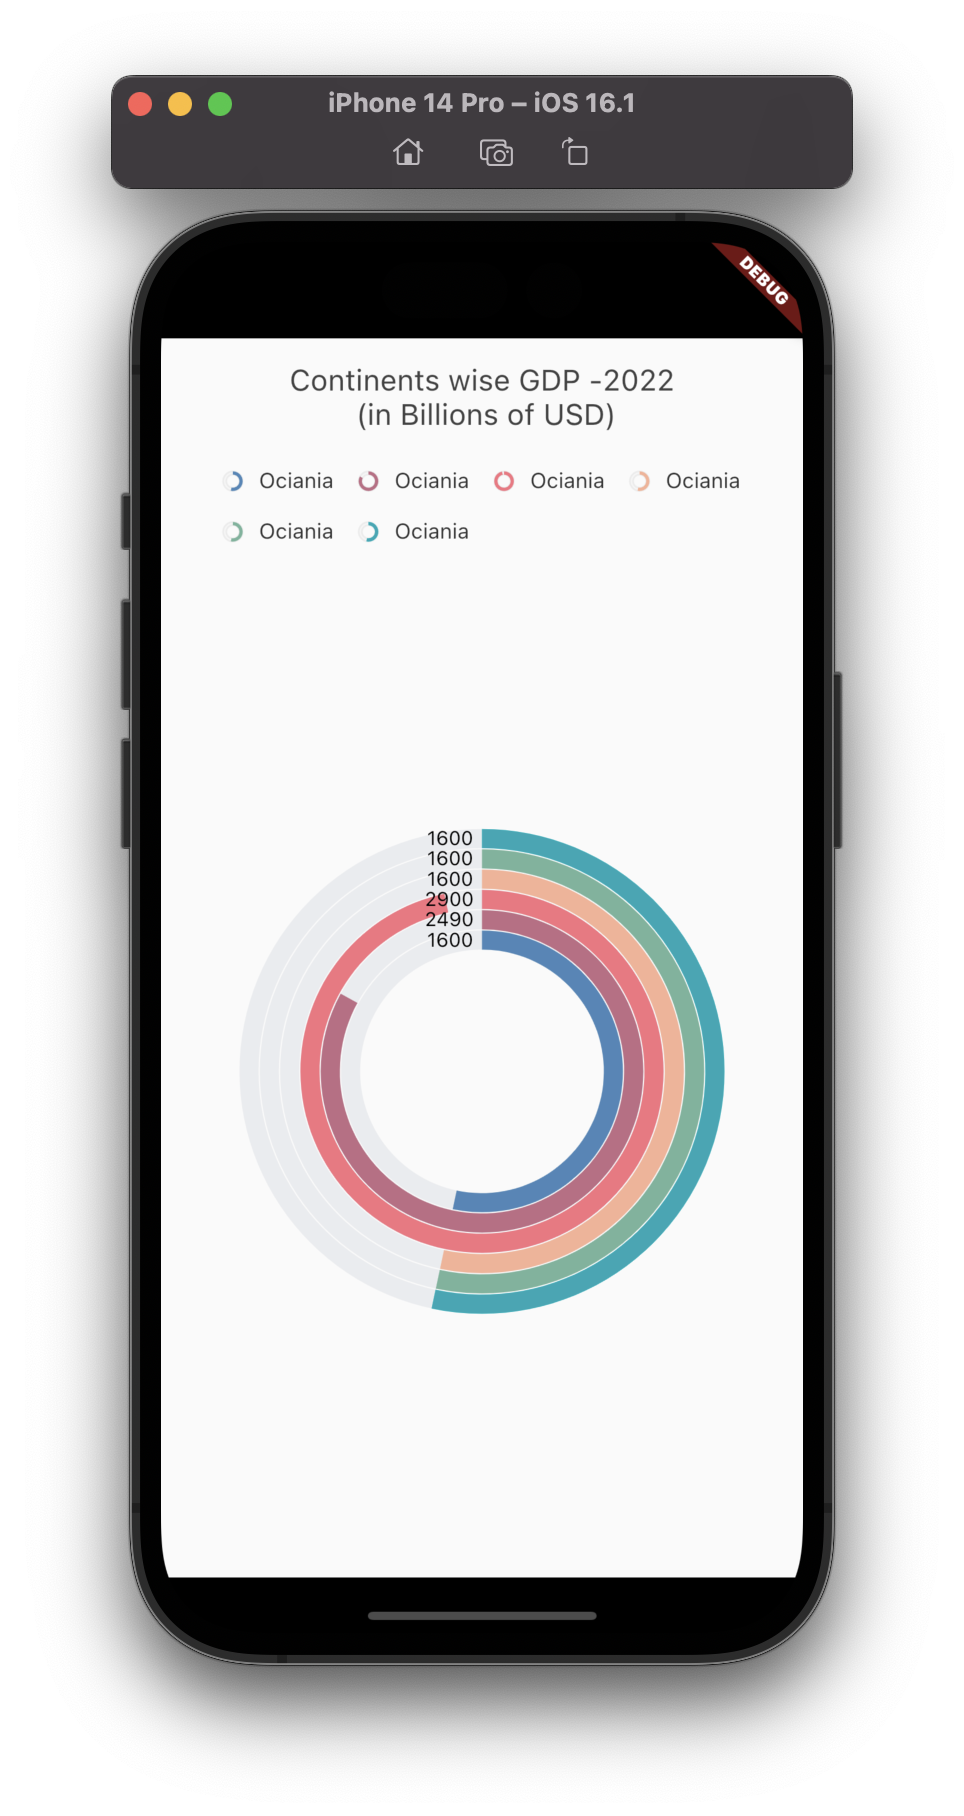 iPhone 14 Pro – iOS 16.1
DEBUG
Continents wise GDP -2022
(in Billions of USD)
Ociania Ociania Ociania Ociania
Ociania Ociania
1600
1600
1600
2900
2490
1600